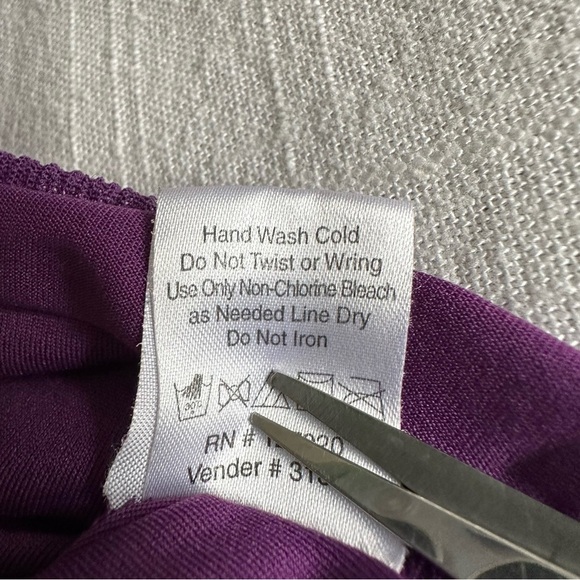 Hand Wash Cold
Do Not Twist or Wring
Use Only Non-Chlorine Bleach
as Needed Line Dry
Do Not Iron
RN #
Vender #